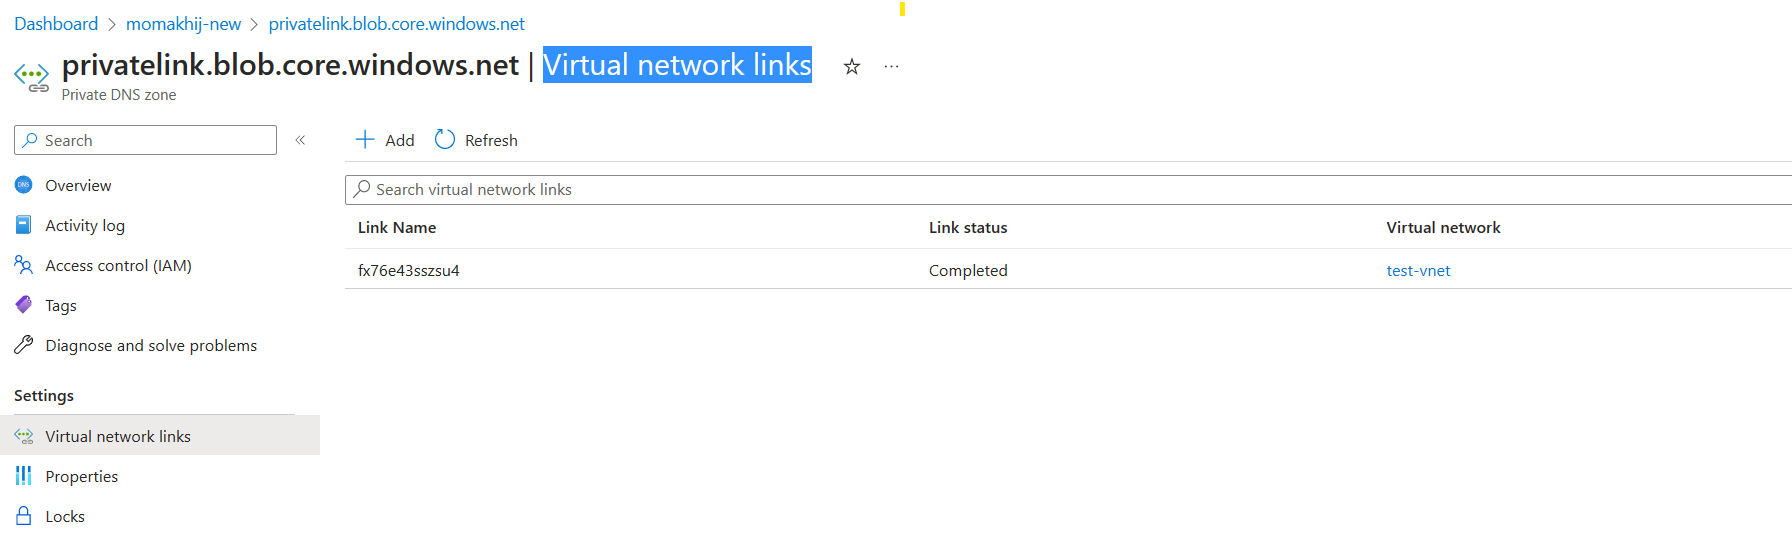 Dashboard > momakhij-new > privatelink.blob.core.windows.net
privatelink.blob.core.windows.net | Virtual network links
Private DNS zone
Search
Add Refresh
Overview
Activity log
Access control (IAM)
Tags
Diagnose and solve problems
Settings
Virtual network links
Properties
Locks
Search virtual network links
Link Name Link status Virtual network
fx76e43sszsu4 Completed test-vnet